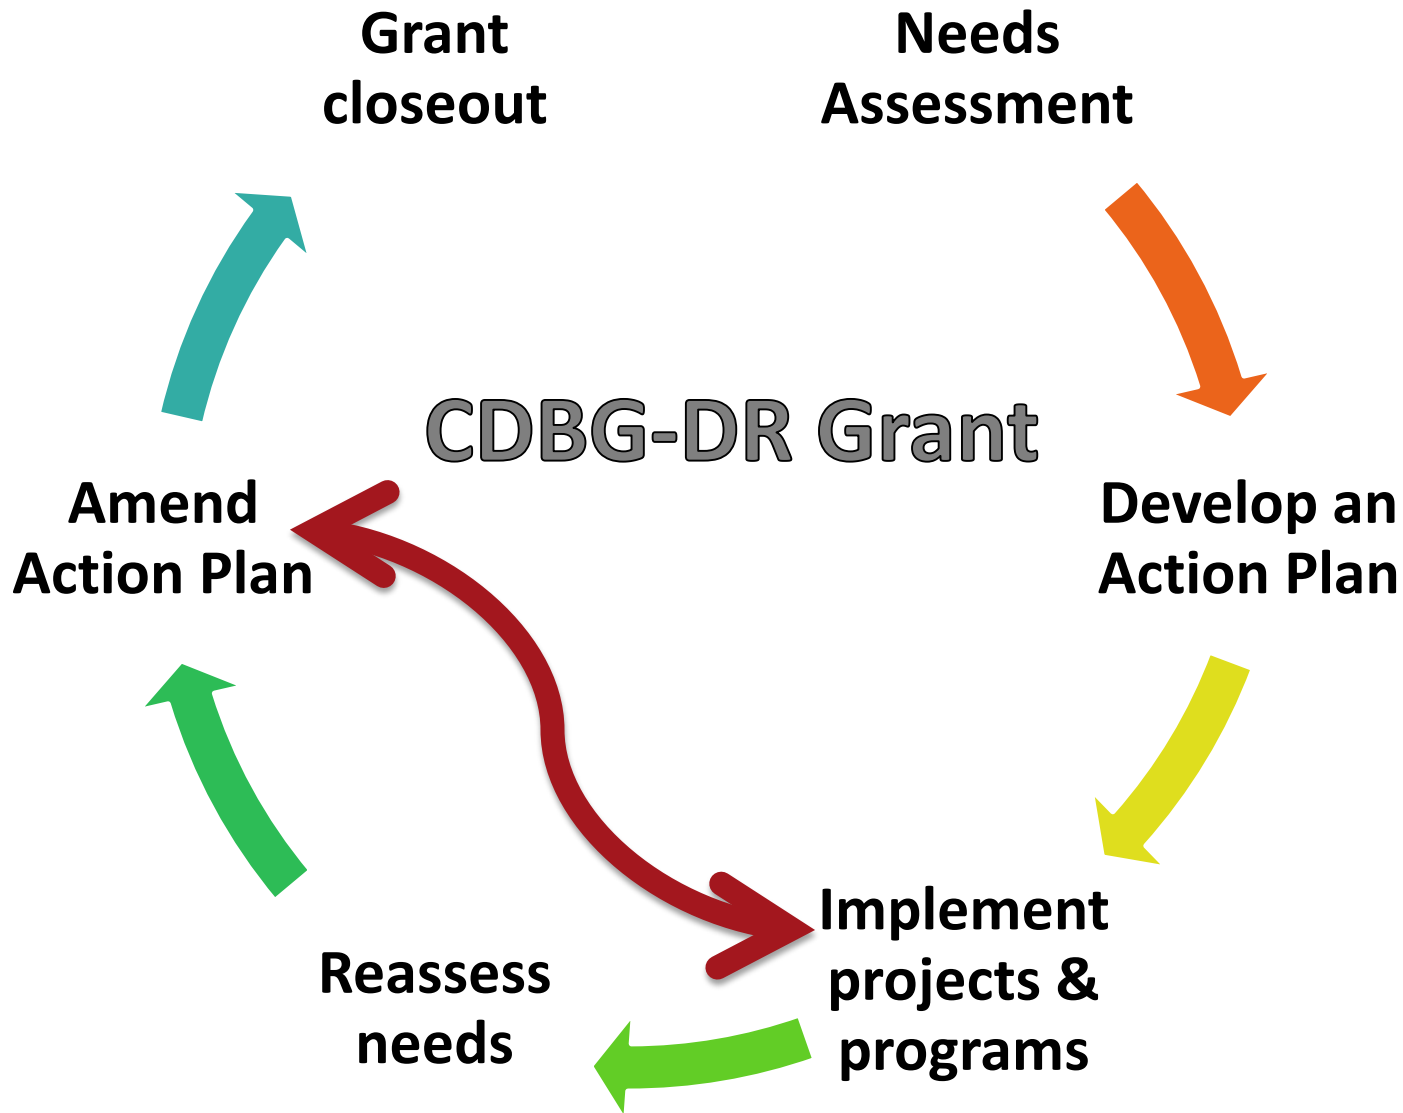 Grant
closeout
Needs
Assessment
CDBG-DR Grant
Amend
Action Plan
Develop an
Action Plan
Implement
projects &
programs
Reassess
needs